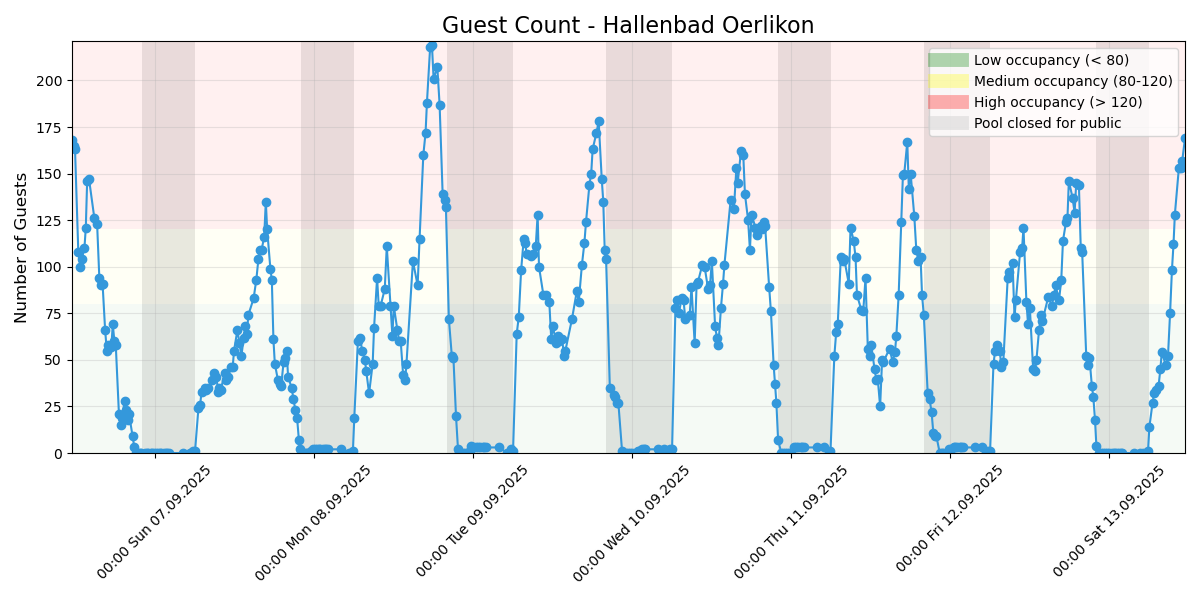 Guest Count - Hallenbad Oerlikon
Number of Guests
200
175
150
125
100
75
50
25
0
Low occupancy (< 80)
Medium occupancy (80-120)
High occupancy (> 120)
Pool closed for public
00:00 Sun 07.09.2025
00:00 Mon 08.09.2025
00:00 Tue 09.09.2025
00:00 Wed 10.09.2025
00:00 Thu 11.09.2025
00:00 Fri 12.09.2025
00:00 Sat 13.09.2025